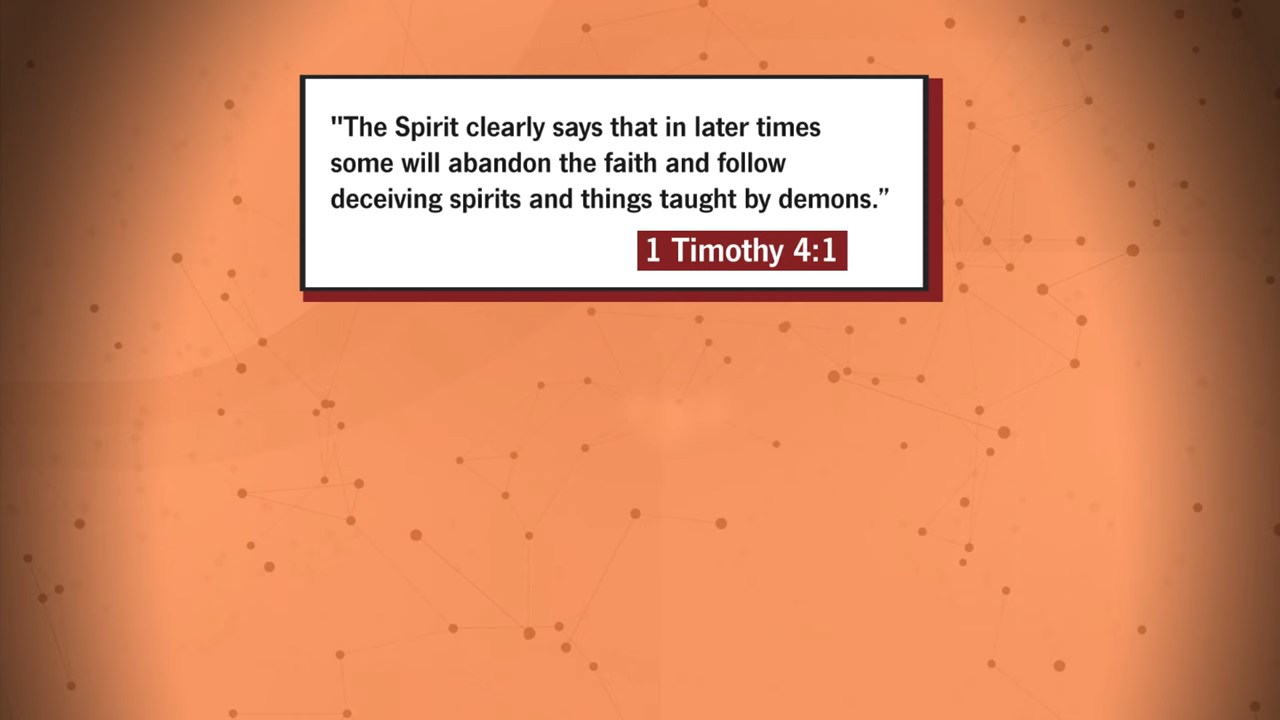 "The Spirit clearly says that in later times
some will abandon the faith and follow
deceiving spirits and things taught by demons.”
1 Timothy 4:1